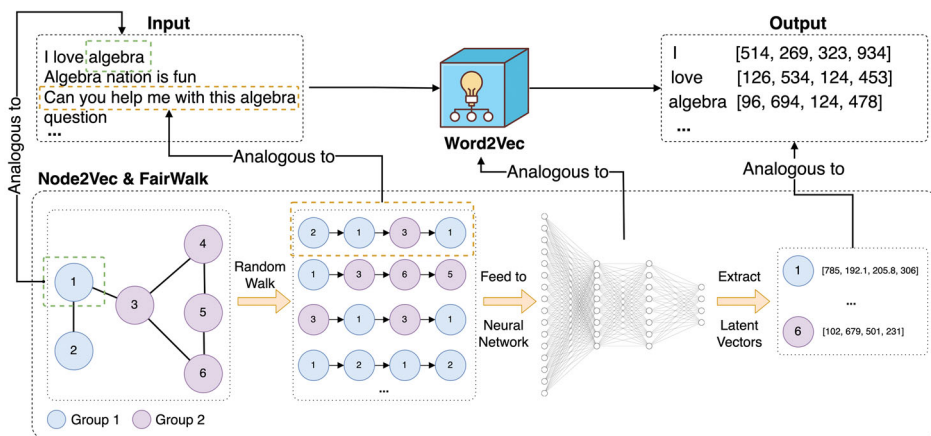 Input
I love algebra
Algebra nation is fun
Can you help me with this algebra
question
...
Word2Vec
Output
I [514, 269, 323, 934]
love [126, 534, 124, 453]
algebra [96, 694, 124, 478]
...
Analogous to
Analogous to
Analogous to
Analogous to
Node2Vec & FairWalk
1
2
3
4
5
6
Group 1
Group 2
Random
Walk
2 1 3 1
1 3 6 5
3 1 3 1
1 2 1 2
...
Feed to
Neural
Network
Extract
Latent
Vectors
1 [785, 192.1, 205.8, 306]
...
6 [102, 679, 501, 231]